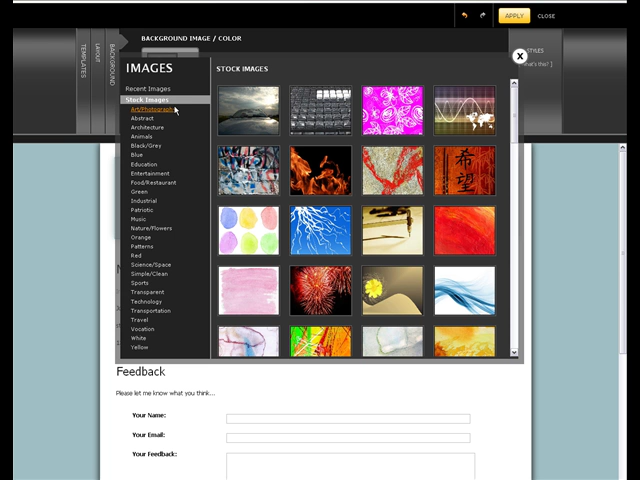 APPLY
CLOSE
BACKGROUND IMAGE / COLOR
STYLES
hat's this? ]
TEMPLATES
LAYOUT
BACKGROUND
IMAGES
STOCK IMAGES
Recent Images
Stock Images
Art/Photography
Abstract
Architecture
Animals
Black/Grey
Blue
Education
Entertainment
Food/Restaurant
Green
Industrial
Patriotic
Music
Nature/Flowers
Orange
Patterns
Red
Science/Space
Simple/Clean
Sports
Transparent
Technology
Transportation
Travel
Vocation
White
Yellow
希
望
Feedback
Please let me know what you think...
Your Name:
Your Email:
Your Feedback: